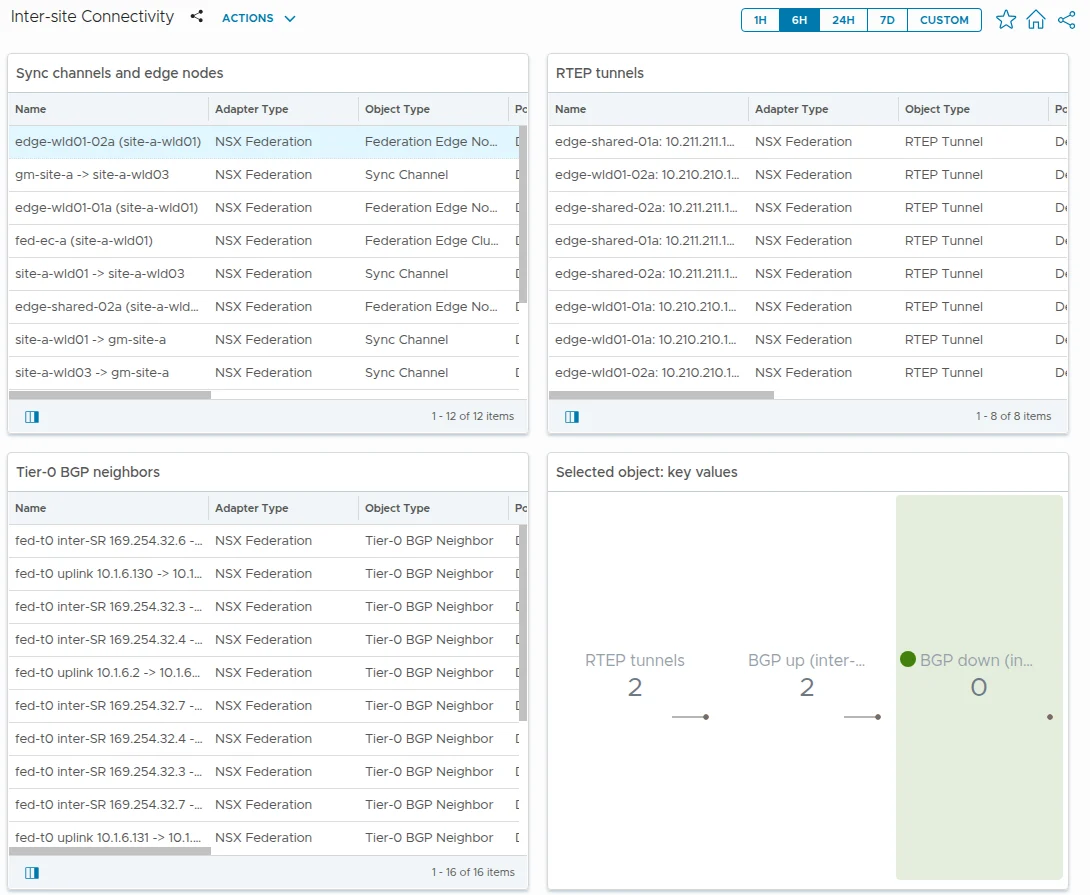 Inter-site Connectivity ACTIONS 1H 6H 24H 7D CUSTOM
Sync channels and edge nodes
Name Adapter Type Object Type Po
edge-wld01-02a (site-a-wld01) NSX Federation Federation Edge No...
gm-site-a -> site-a-wld03 NSX Federation Sync Channel
edge-wld01-01a (site-a-wld01) NSX Federation Federation Edge No...
fed-ec-a (site-a-wld01) NSX Federation Federation Edge Clu...
site-a-wld01 -> site-a-wld03 NSX Federation Sync Channel
edge-shared-02a (site-a-wld... NSX Federation Federation Edge No...
site-a-wld01 -> gm-site-a NSX Federation Sync Channel
site-a-wld03 -> gm-site-a NSX Federation Sync Channel
1 - 12 of 12 items
RTEP tunnels
Name Adapter Type Object Type Po
edge-shared-01a: 10.211.211.1... NSX Federation RTEP Tunnel De
edge-wld01-02a: 10.210.210.1... NSX Federation RTEP Tunnel De
edge-shared-02a: 10.211.211.1... NSX Federation RTEP Tunnel De
edge-shared-01a: 10.211.211.1... NSX Federation RTEP Tunnel De
edge-shared-02a: 10.211.211.1... NSX Federation RTEP Tunnel De
edge-wld01-01a: 10.210.210.1... NSX Federation RTEP Tunnel De
edge-wld01-01a: 10.210.210.1... NSX Federation RTEP Tunnel De
edge-wld01-02a: 10.210.210.1... NSX Federation RTEP Tunnel De
1 - 8 of 8 items
Tier-0 BGP neighbors
Name Adapter Type Object Type Po
fed-t0 inter-SR 169.254.32.6 -... NSX Federation Tier-0 BGP Neighbor
fed-t0 uplink 10.1.6.130 -> 10.1... NSX Federation Tier-0 BGP Neighbor
fed-t0 inter-SR 169.254.32.3 -... NSX Federation Tier-0 BGP Neighbor
fed-t0 inter-SR 169.254.32.4 -... NSX Federation Tier-0 BGP Neighbor
fed-t0 uplink 10.1.6.2 -> 10.1.6... NSX Federation Tier-0 BGP Neighbor
fed-t0 inter-SR 169.254.32.7 -... NSX Federation Tier-0 BGP Neighbor
fed-t0 inter-SR 169.254.32.4 -... NSX Federation Tier-0 BGP Neighbor
fed-t0 inter-SR 169.254.32.3 -... NSX Federation Tier-0 BGP Neighbor
fed-t0 inter-SR 169.254.32.7 -... NSX Federation Tier-0 BGP Neighbor
fed-t0 uplink 10.1.6.131 -> 10.1.... NSX Federation Tier-0 BGP Neighbor
1 - 16 of 16 items
Selected object: key values
RTEP tunnels BGP up (inter-... BGP down (in...
2 2 0